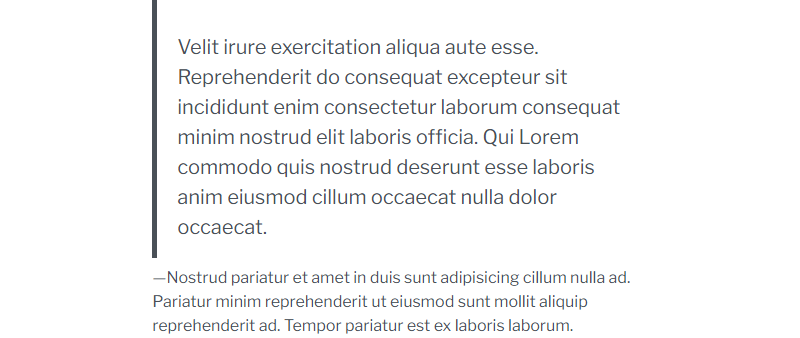 Velit irure exercitation aliqua aute esse.
Reprehenderit do consequat excepteur sit
incididunt enim consectetur laborum consequat
minim nostrud elit laboris officia. Qui Lorem
commodo quis nostrud deserunt esse laboris
anim eiusmod cillum occaecat nulla dolor
occaecat.
—Nostrud pariatur et amet in duis sunt adipisicing cillum nulla ad.
Pariatur minim reprehenderit ut eiusmod sunt mollit aliquip
reprehenderit ad. Tempor pariatur est ex laboris laborum.